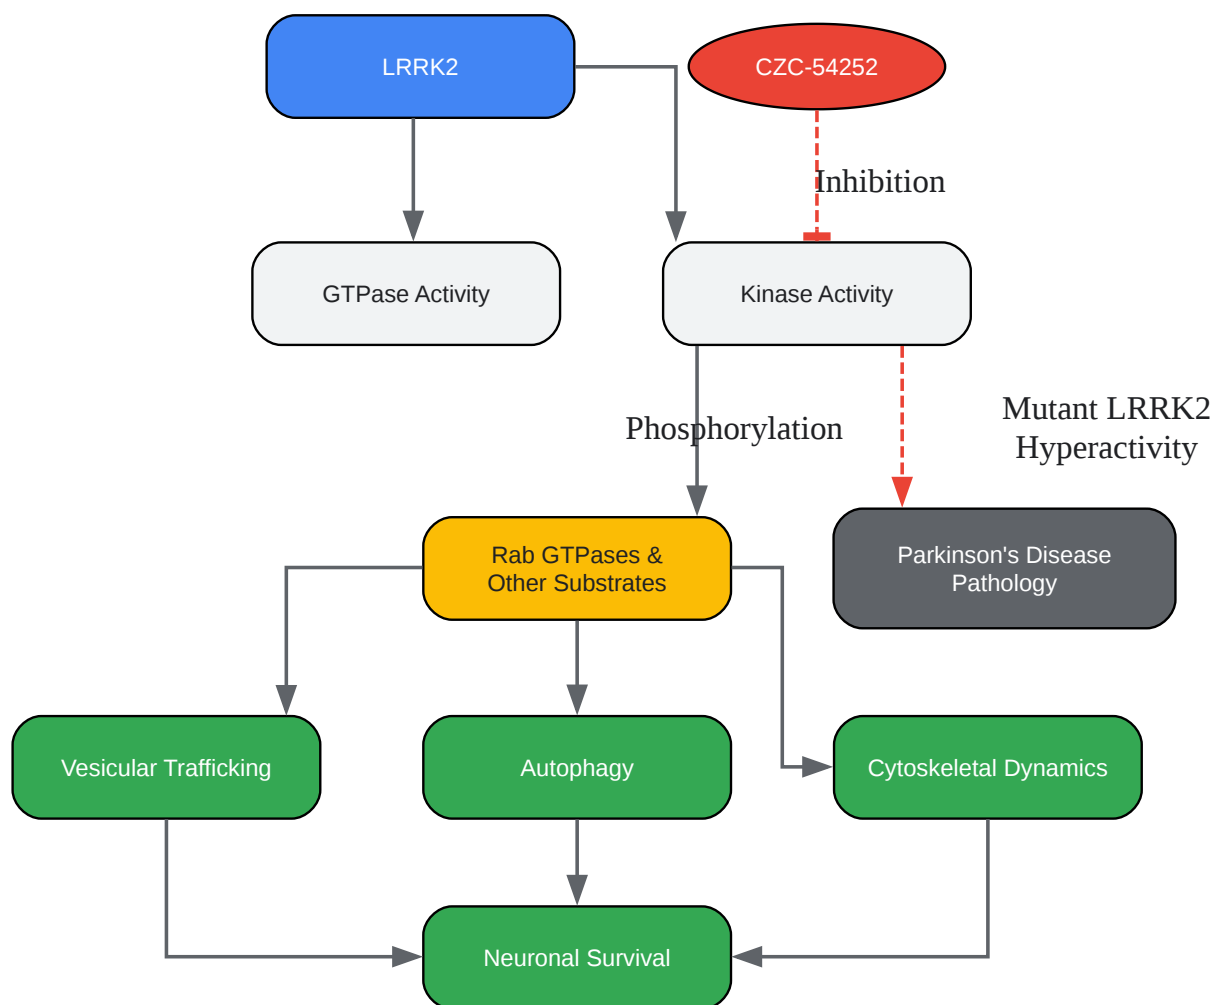 LRRK2
CZC-54252
Inhibition
GTPase Activity
Kinase Activity
Phosphorylation
Mutant LRRK2
Hyperactivity
Rab GTPases &
Other Substrates
Parkinson's Disease
Pathology
Vesicular Trafficking
Autophagy
Cytoskeletal Dynamics
Neuronal Survival